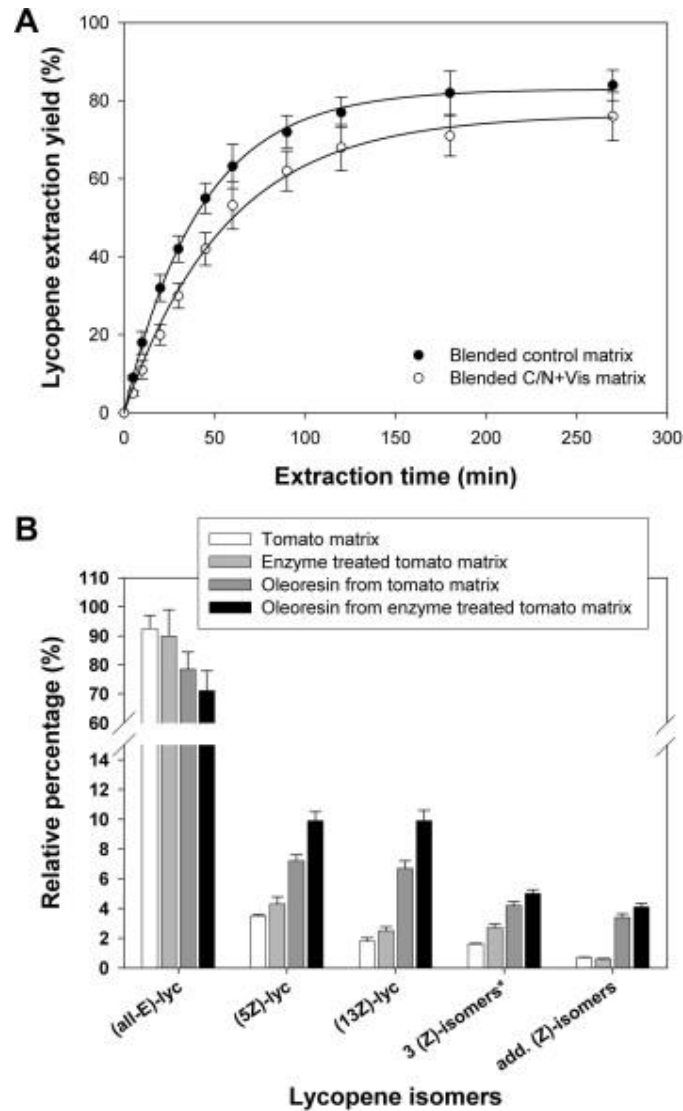 A
100
80
60
40
20
0
Lycopene extraction yield (%)
Blended control matrix
Blended C/N+Vis matrix
0 50 100 150 200 250 300
Extraction time (min)
B
Tomato matrix
Enzyme treated tomato matrix
Oleoresin from tomato matrix
Oleoresin from enzyme treated tomato matrix
110
100
90
80
70
60
14
12
10
8
6
4
2
0
Relative percentage (%)
(all-E)-lyc
(5Z)-lyc
(13Z)-lyc
3 (Z)-isomers*
add. (Z)-isomers
Lycopene isomers